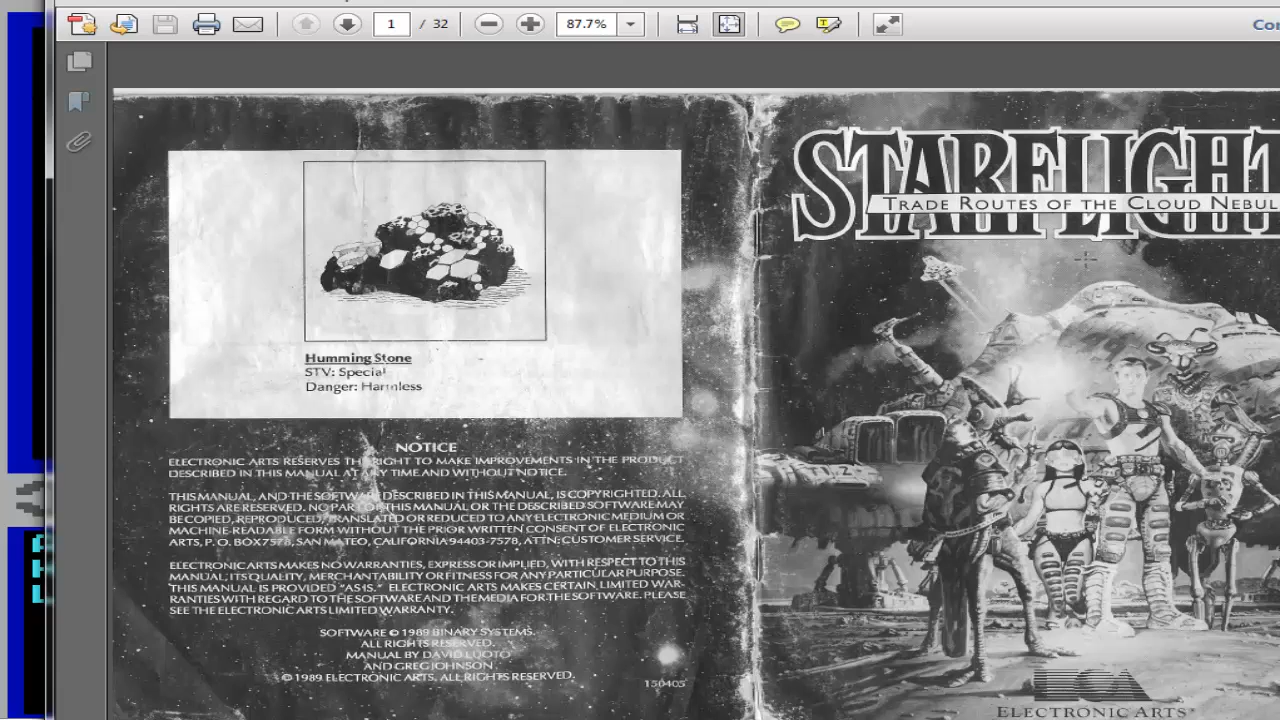 1 / 32
87.7%
Co
STARFLIGHT
TRADE ROUTES OF THE CLOUD NEBUL
Humming Stone
STV: Special
Danger: Harmless
NOTICE
ELECTRONIC ARTS RESERVES THE RIGHT TO MAKE IMPROVEMENTS IN THE PRODUCT
DESCRIBED IN THIS MANUAL AT ANY TIME AND WITHOUT NOTICE.
THIS MANUAL, AND THE SOFTWARE DESCRIBED IN THIS MANUAL, IS COPYRIGHTED. ALL
RIGHTS ARE RESERVED. NO PART OF THIS MANUAL OR THE DESCRIBED SOFTWARE MAY
BE COPIED, REPRODUCED, TRANSLATED OR REDUCED TO ANY ELECTRONIC MEDIUM OR
MACHINE-READABLE FORM WITHOUT THE PRIOR WRITTEN CONSENT OF ELECTRONIC
ARTS, P. O. BOX 7578, SAN MATEO, CALIFORNIA 94403-7578, ATTN: CUSTOMER SERVICE.
ELECTRONIC ARTS MAKES NO WARRANTIES, EXPRESS OR IMPLIED, WITH RESPECT TO THIS
MANUAL, ITS QUALITY, MERCHANTABILITY OR FITNESS FOR ANY PARTICULAR PURPOSE.
THIS MANUAL IS PROVIDED "AS IS." ELECTRONIC ARTS MAKES CERTAIN LIMITED WAR-
RANTIES WITH REGARD TO THE SOFTWARE AND THE MEDIA FOR THE SOFTWARE. PLEASE
SEE THE ELECTRONIC ARTS LIMITED WARRANTY.
SOFTWARE © 1989 BINARY SYSTEMS.
ALL RIGHTS RESERVED.
MANUAL BY DAVID LUOTO
AND GREG JOHNSON
© 1989 ELECTRONIC ARTS. ALL RIGHTS RESERVED.
150405
ELECTRONIC ARTS